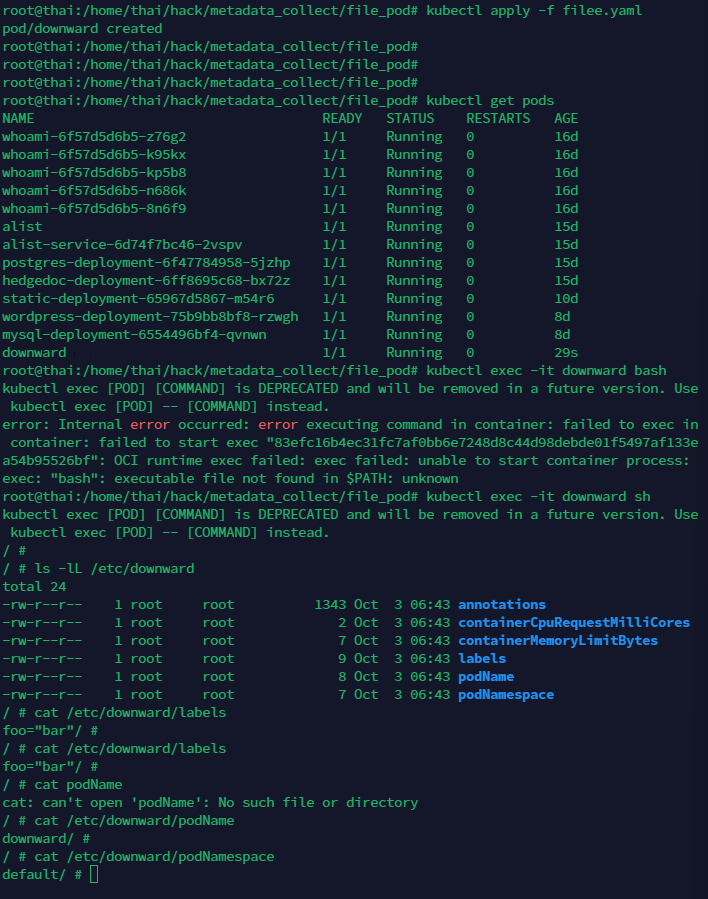 root@thai:/home/thai/hack/metadata_collect/file_pod# kubectl apply -f filee.yaml
pod/downward created
root@thai:/home/thai/hack/metadata_collect/file_pod#
root@thai:/home/thai/hack/metadata_collect/file_pod#
root@thai:/home/thai/hack/metadata_collect/file_pod#
root@thai:/home/thai/hack/metadata_collect/file_pod# kubectl get pods
NAME                                    READY   STATUS    RESTARTS   AGE
whoami-6f57d5d6b5-z76g2                 1/1     Running   0          16d
whoami-6f57d5d6b5-k95kx                 1/1     Running   0          16d
whoami-6f57d5d6b5-kp5b8                 1/1     Running   0          16d
whoami-6f57d5d6b5-n686k                 1/1     Running   0          16d
whoami-6f57d5d6b5-8n6f9                 1/1     Running   0          16d
alist                                   1/1     Running   0          15d
alist-service-6d74f7bc46-2vspv          1/1     Running   0          15d
postgres-deployment-6f47784958-5jzhp    1/1     Running   0          15d
hedgedoc-deployment-6ff8695c68-bx72z    1/1     Running   0          15d
static-deployment-65967d5867-m54r6      1/1     Running   0          10d
wordpress-deployment-75b9bb8bf8-rzwgh   1/1     Running   0          8d
mysql-deployment-6554496bf4-qvnwn       1/1     Running   0          8d
downward                                1/1     Running   0          29s
root@thai:/home/thai/hack/metadata_collect/file_pod# kubectl exec -it downward bash
kubectl exec [POD] [COMMAND] is DEPRECATED and will be removed in a future version. Use
 kubectl exec [POD] -- [COMMAND] instead.
error: Internal error occurred: error executing command in container: failed to exec in
 container: failed to start exec "83efc16b4ec31fc7af0bb6e7248d8c44d98debde01f5497af133e
a54b95526bf": OCI runtime exec failed: exec failed: unable to start container process:
exec: "bash": executable file not found in $PATH: unknown
root@thai:/home/thai/hack/metadata_collect/file_pod# kubectl exec -it downward sh
kubectl exec [POD] [COMMAND] is DEPRECATED and will be removed in a future version. Use
 kubectl exec [POD] -- [COMMAND] instead.
/ #
/ # ls -lL /etc/downward
total 24
-rw-r--r--    1 root     root          1343 Oct  3 06:43 annotations
-rw-r--r--    1 root     root             2 Oct  3 06:43 containerCpuRequestMilliCores
-rw-r--r--    1 root     root             7 Oct  3 06:43 containerMemoryLimitBytes
-rw-r--r--    1 root     root             9 Oct  3 06:43 labels
-rw-r--r--    1 root     root             8 Oct  3 06:43 podName
-rw-r--r--    1 root     root             7 Oct  3 06:43 podNamespace
/ # cat /etc/downward/labels
foo="bar"/ #
/ # cat /etc/downward/labels
foo="bar"/ #
/ # cat podName
cat: can't open 'podName': No such file or directory
/ # cat /etc/downward/podName
downward/ #
/ # cat /etc/downward/podNamespace
default/ #